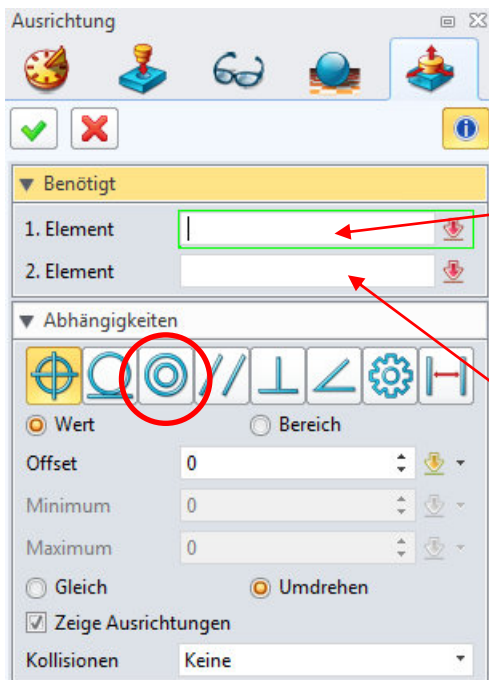 Ausrichtung
Benötigt
1. Element
2. Element
Abhängigkeiten
Wert Bereich
Offset 0
Minimum 0
Maximum 0
Gleich Umdrehen
Zeige Ausrichtungen
Kollisionen Keine